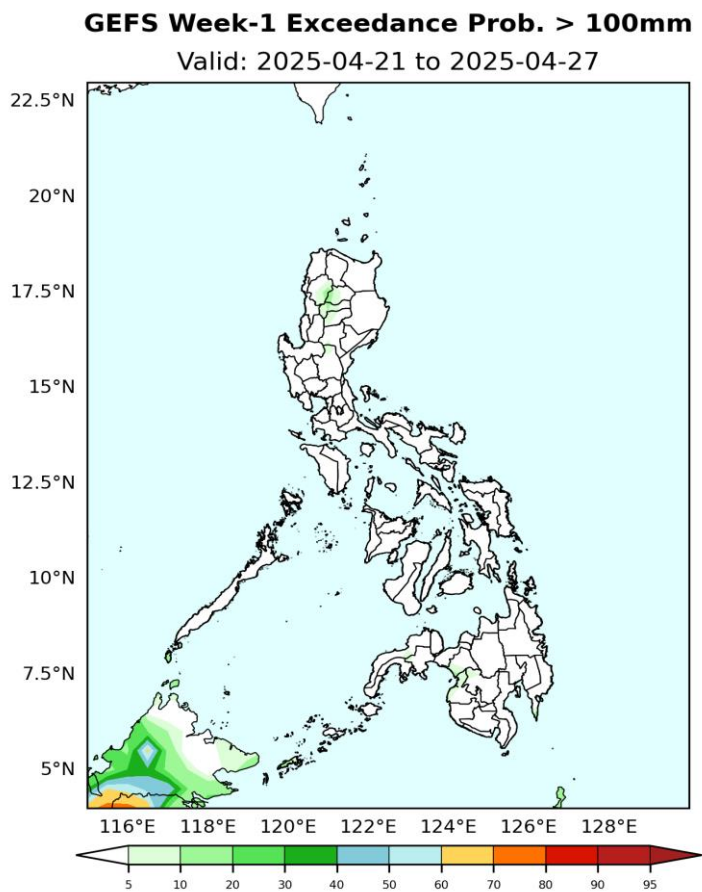 GEFS Week-1 Exceedance Prob. > 100mm
Valid: 2025-04-21 to 2025-04-27
22.5°N
20°N
17.5°N
15°N
12.5°N
10°N
7.5°N
5°N
116°E 118°E 120°E 122°E 124°E 126°E 128°E
5 10 20 30 40 50 60 70 80 90 95